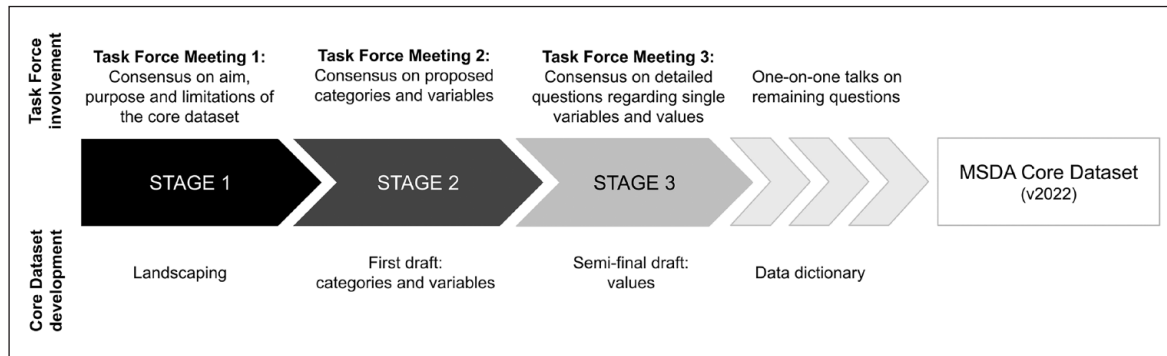 Task Force
involvement
Task Force Meeting 1:
Consensus on aim,
purpose and limitations of
the core dataset
Task Force Meeting 2:
Consensus on proposed
categories and variables
Task Force Meeting 3:
Consensus on detailed
questions regarding single
variables and values
One-on-one talks on
remaining questions
STAGE 1
STAGE 2
STAGE 3
MSDA Core Dataset
(v2022)
Core Dataset
development
Landscaping
First draft:
categories and variables
Semi-final draft:
values
Data dictionary